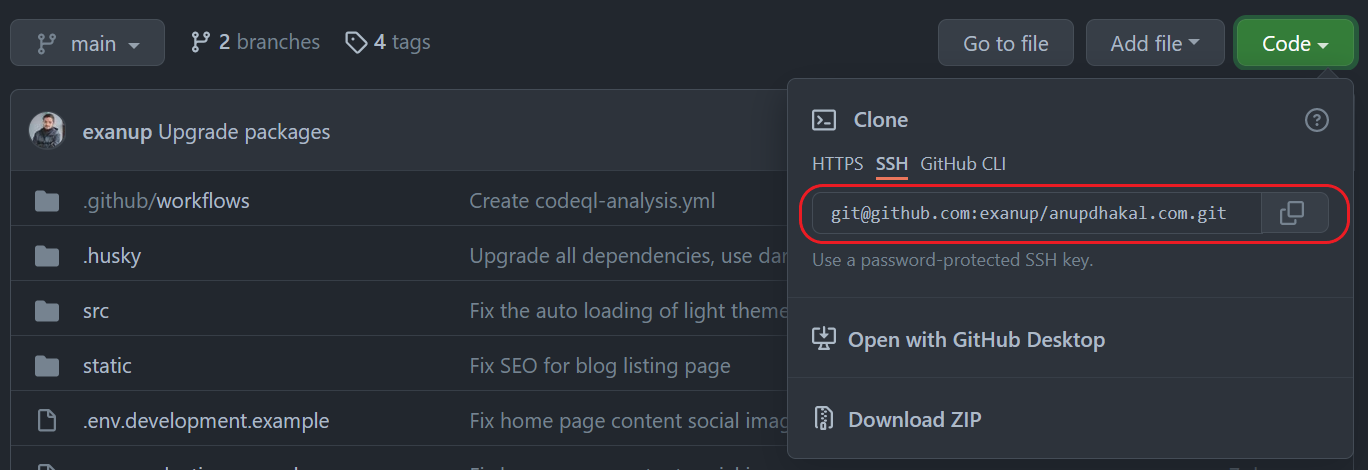 main 2 branches 4 tags Go to file Add file Code
exanup Upgrade packages
Clone
HTTPS SSH GitHub CLI
git@github.com:exanup/anupdhakal.com.git
Use a password-protected SSH key.
Open with GitHub Desktop
Download ZIP
.github/workflows Create codeql-analysis.yml
.husky Upgrade all dependencies, use
src Fix the auto loading of light theme
static Fix SEO for blog listing page
.env.development.example Fix home page content social